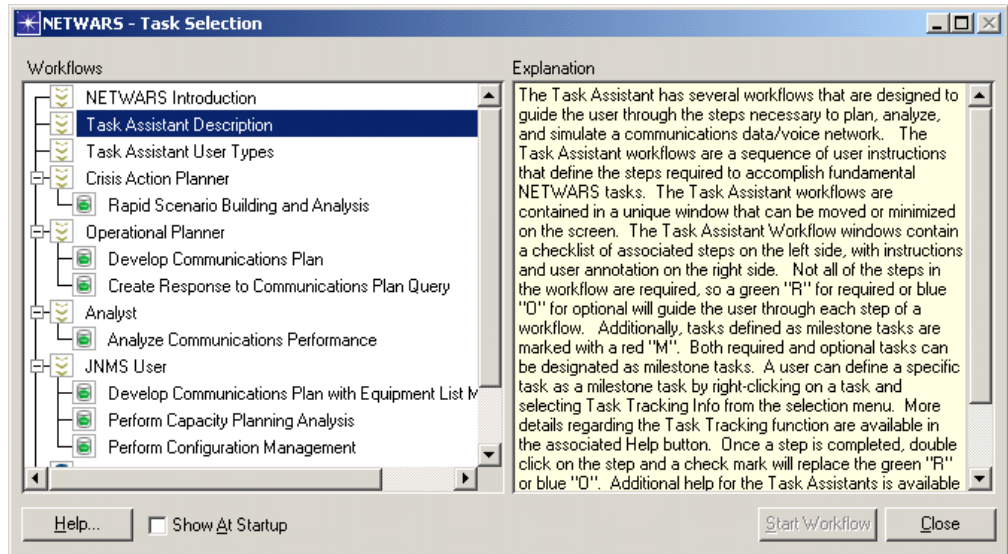 NETWARS - Task Selection
Workflows
NETWARS Introduction
Task Assistant Description
Task Assistant User Types
Crisis Action Planner
Rapid Scenario Building and Analysis
Operational Planner
Develop Communications Plan
Create Response to Communications Plan Query
Analyst
Analyze Communications Performance
JNMS User
Develop Communications Plan with Equipment List M
Perform Capacity Planning Analysis
Perform Configuration Management
Explanation
The Task Assistant has several workflows that are designed to
guide the user through the steps necessary to plan, analyze,
and simulate a communications data/voice network. The
Task Assistant workflows are a sequence of user instructions
that define the steps required to accomplish fundamental
NETWARS tasks. The Task Assistant workflows are
contained in a unique window that can be moved or minimized
on the screen. The Task Assistant Workflow windows contain
a checklist of associated steps on the left side, with instructions
and user annotation on the right side. Not all of the steps in
the workflow are required, so a green "R" for required or blue
"O" for optional will guide the user through each step of a
workflow. Additionally, tasks defined as milestone tasks are
marked with a red "M". Both required and optional tasks can
be designated as milestone tasks. A user can define a specific
task as a milestone task by right-clicking on a task and
selecting Task Tracking Info from the selection menu. More
details regarding the Task Tracking function are available in
the associated Help button. Once a step is completed, double
click on the step and a check mark will replace the green "R"
or blue "O". Additional help for the Task Assistants is available
Help...
Show At Startup
Start Workflow
Close